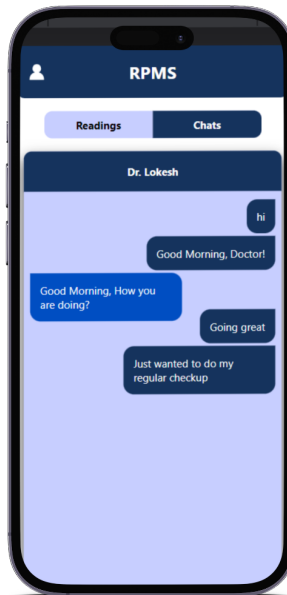 RPMS
Readings
Chats
Dr. Lokesh
hi
Good Morning, Doctor!
Good Morning, How you
are doing?
Going great
Just wanted to do my
regular checkup